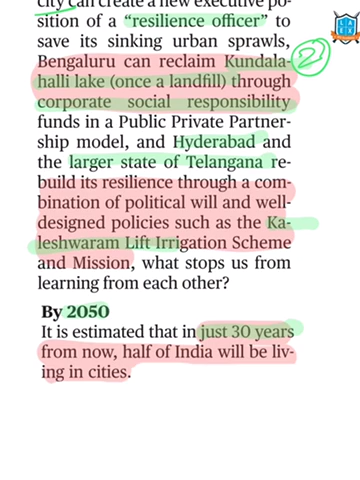 city can create a new executive po-
sition of a “resilience officer” to
save its sinking urban sprawls,
Bengaluru can reclaim Kundala-
halli lake (once a landfill) through
corporate social responsibility
funds in a Public Private Partner-
ship model, and Hyderabad and
the larger state of Telangana re-
build its resilience through a com-
bination of political will and well-
designed policies such as the Ka-
leshwaram Lift Irrigation Scheme
and Mission, what stops us from
learning from each other?
By 2050
It is estimated that in just 30 years
from now, half of India will be liv-
ing in cities.
2